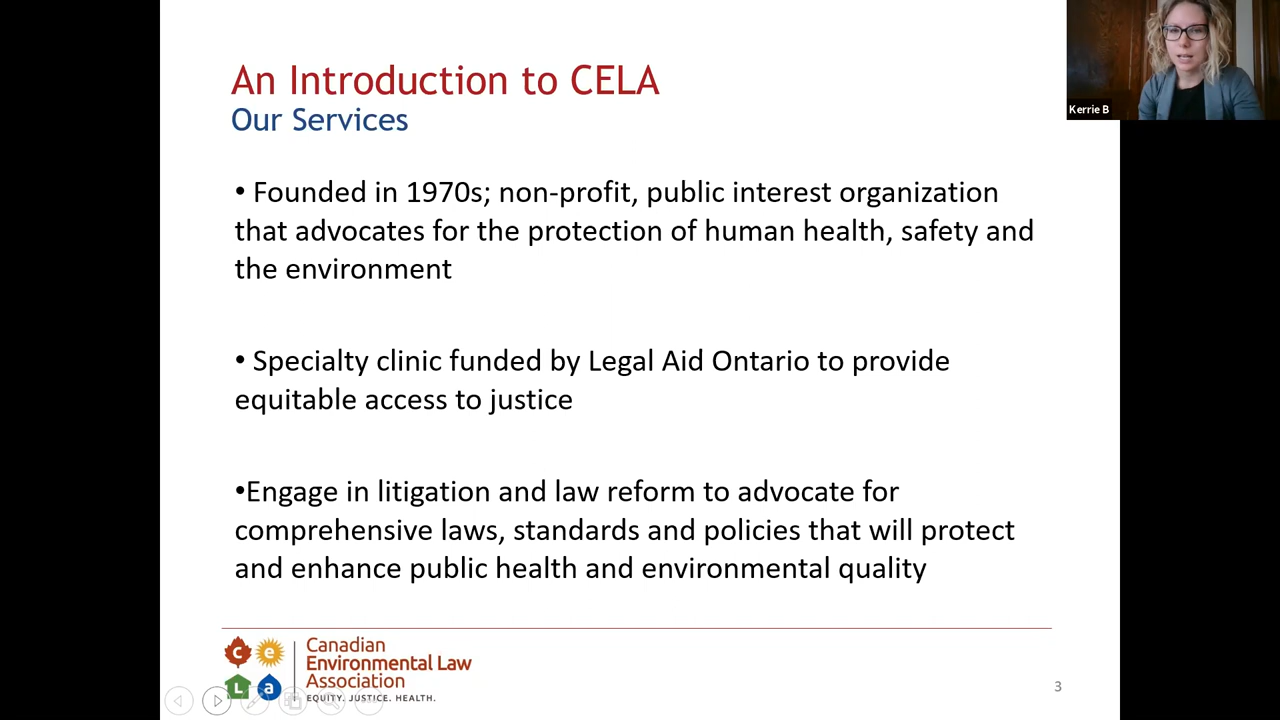 An Introduction to CELA
Our Services
Kerrie B
• Founded in 1970s; non-profit, public interest organization
that advocates for the protection of human health, safety and
the environment
• Specialty clinic funded by Legal Aid Ontario to provide
equitable access to justice
•Engage in litigation and law reform to advocate for
comprehensive laws, standards and policies that will protect
and enhance public health and environmental quality
c e
L a
Canadian
Environmental Law
Association
EQUITY. JUSTICE. HEALTH.
3